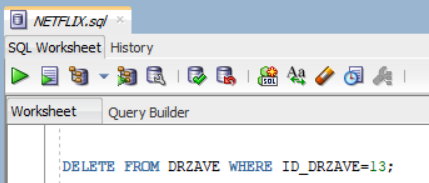 NETFLIX.sql
SQL Worksheet History
Worksheet Query Builder
DELETE FROM DRZAVE WHERE ID_DRZAVE=13;